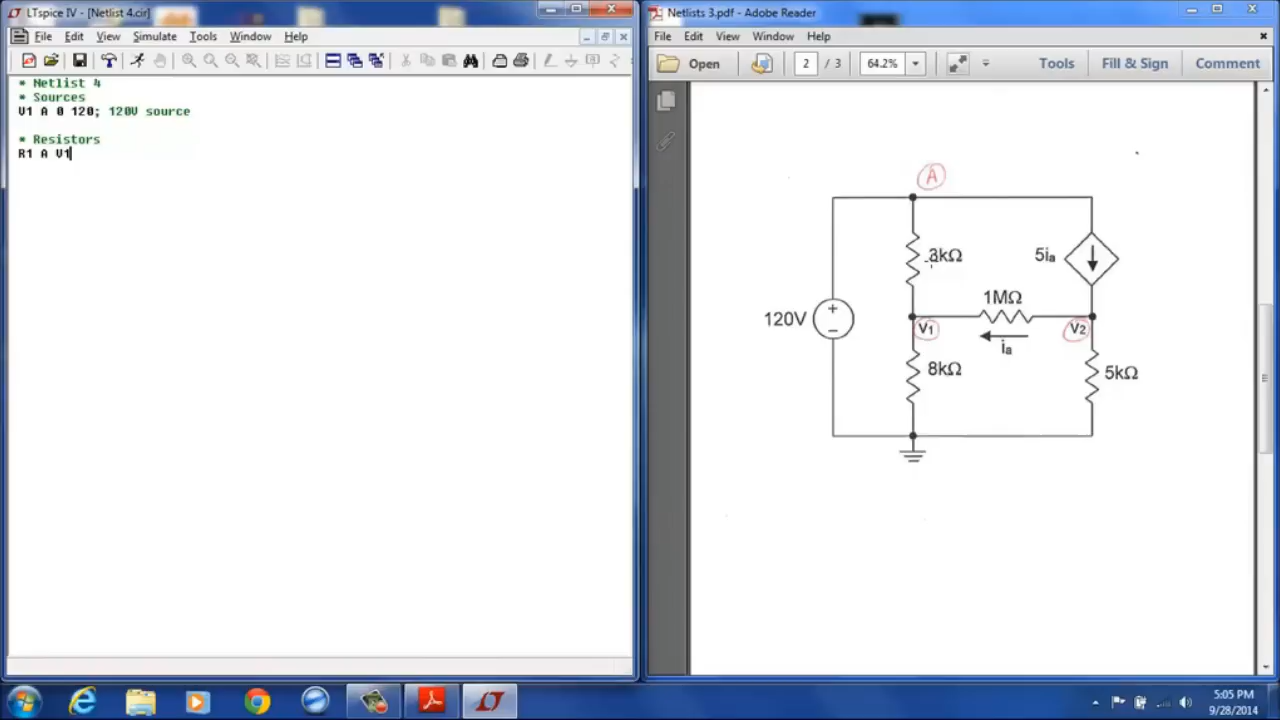 LTspice IV - [Netlist 4.cir]
File Edit View Simulate Tools Window Help
* Netlist 4
* Sources
V1 A 0 120; 120V source
* Resistors
R1 A V1
Netlists 3.pdf - Adobe Reader
File Edit View Window Help
Open 2 / 3 64.2% Tools Fill & Sign Comment
A
3kΩ
5ia
1MΩ
120V
V1
V2
ia
8kΩ
5kΩ
5:05 PM
9/28/2014